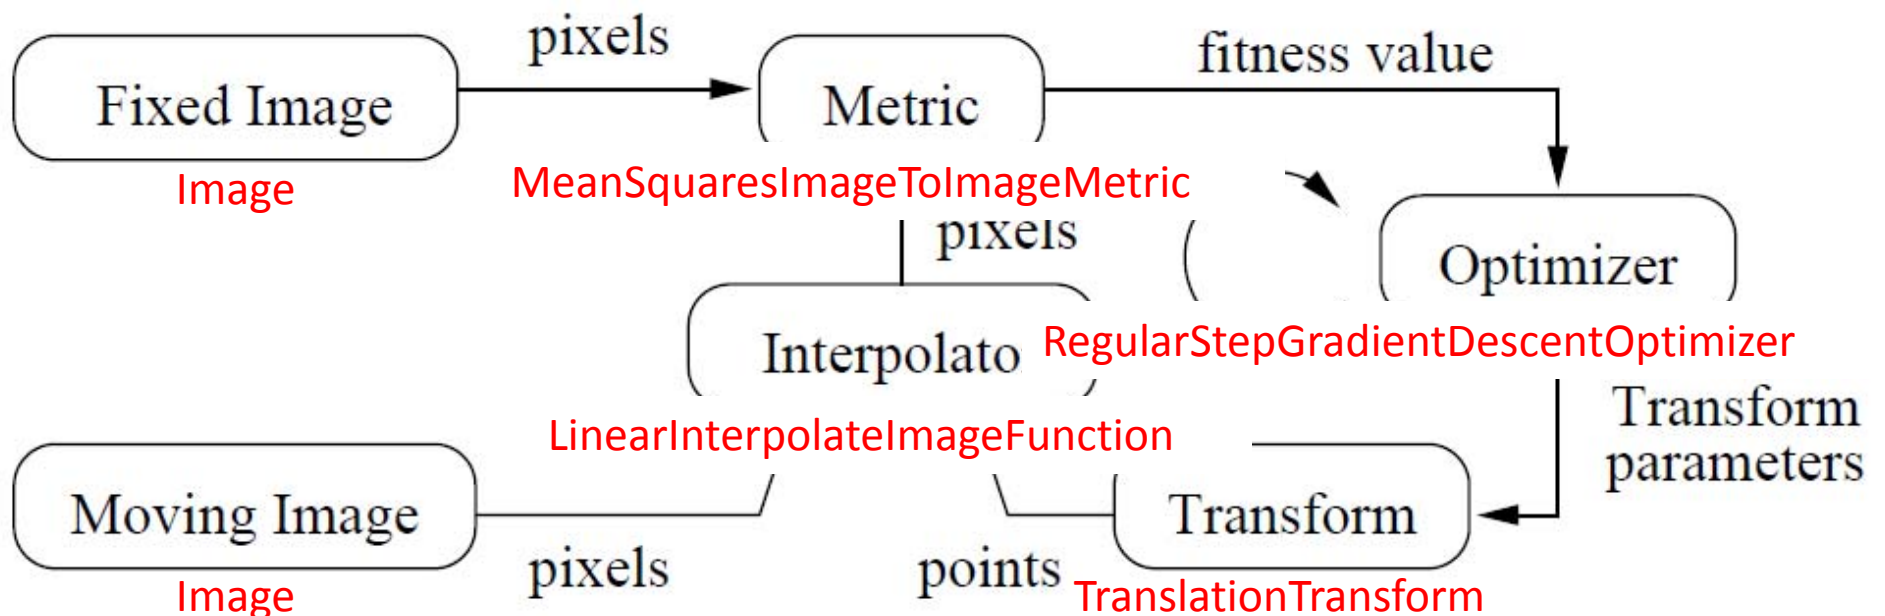 pixels
fitness value
Fixed Image
Metric
Image
MeanSquaresImageToImageMetric
pixels
Optimizer
Interpolato
RegularStepGradientDescentOptimizer
Transform
parameters
LinearInterpolateImageFunction
Moving Image
Transform
pixels
points
Image
TranslationTransform